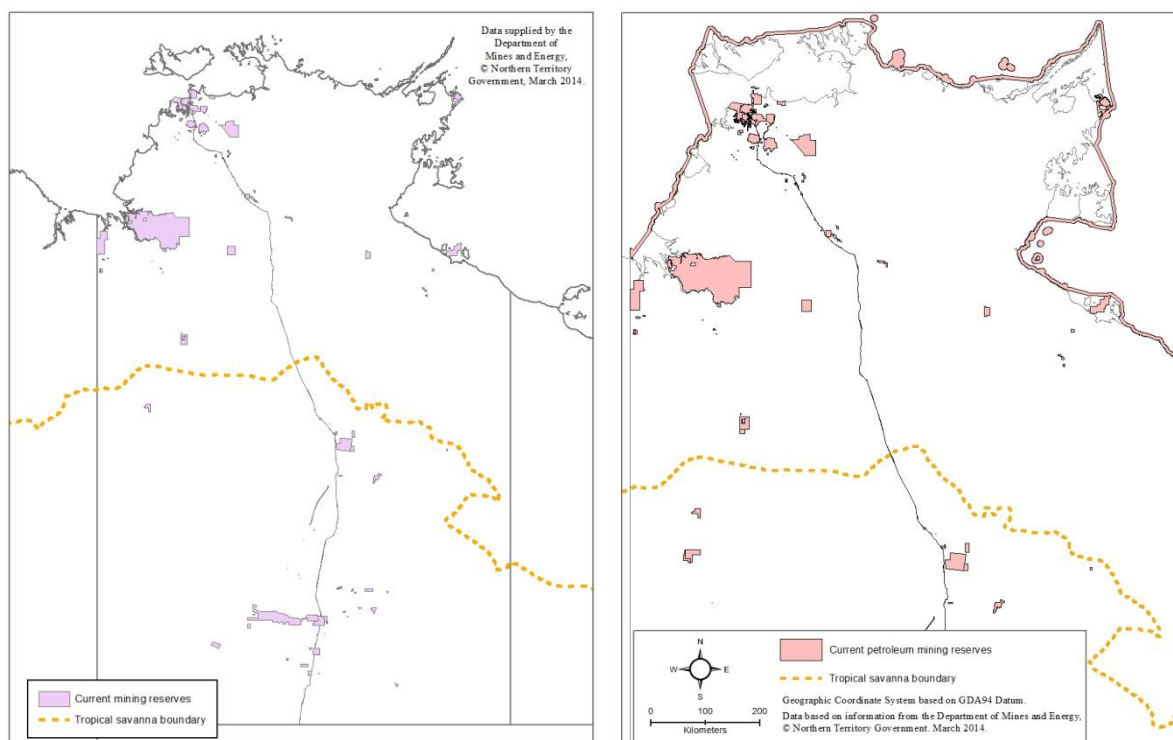 Data supplied by the
Department of
Mines and Energy,
© Northern Territory
Government, March 2014.
Current mining reserves
Tropical savanna boundary
N
W
E
S
0
100
200
Kilometers
Current petroleum mining reserves
Tropical savanna boundary
Geographic Coordinate System based on GDA94 Datum.
Data based on information from the Department of Mines and Energy,
© Northern Territory Government. March 2014.